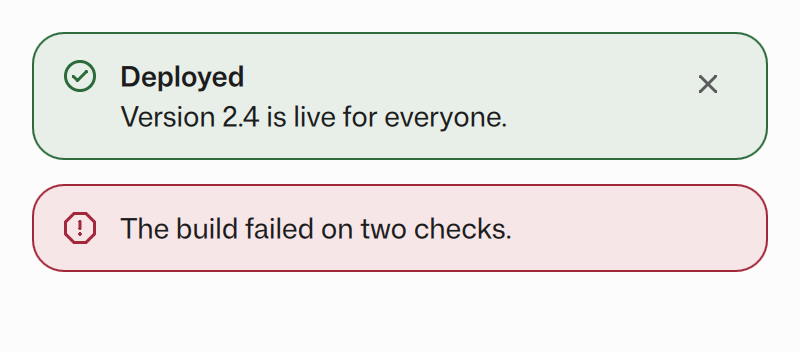 Deployed
Version 2.4 is live for everyone.
The build failed on two checks.